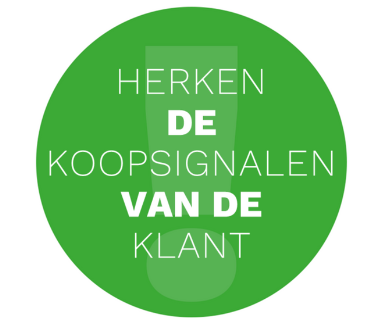 HERKEN
DE
KOOPSIGNALEN
VAN DE
KLANT